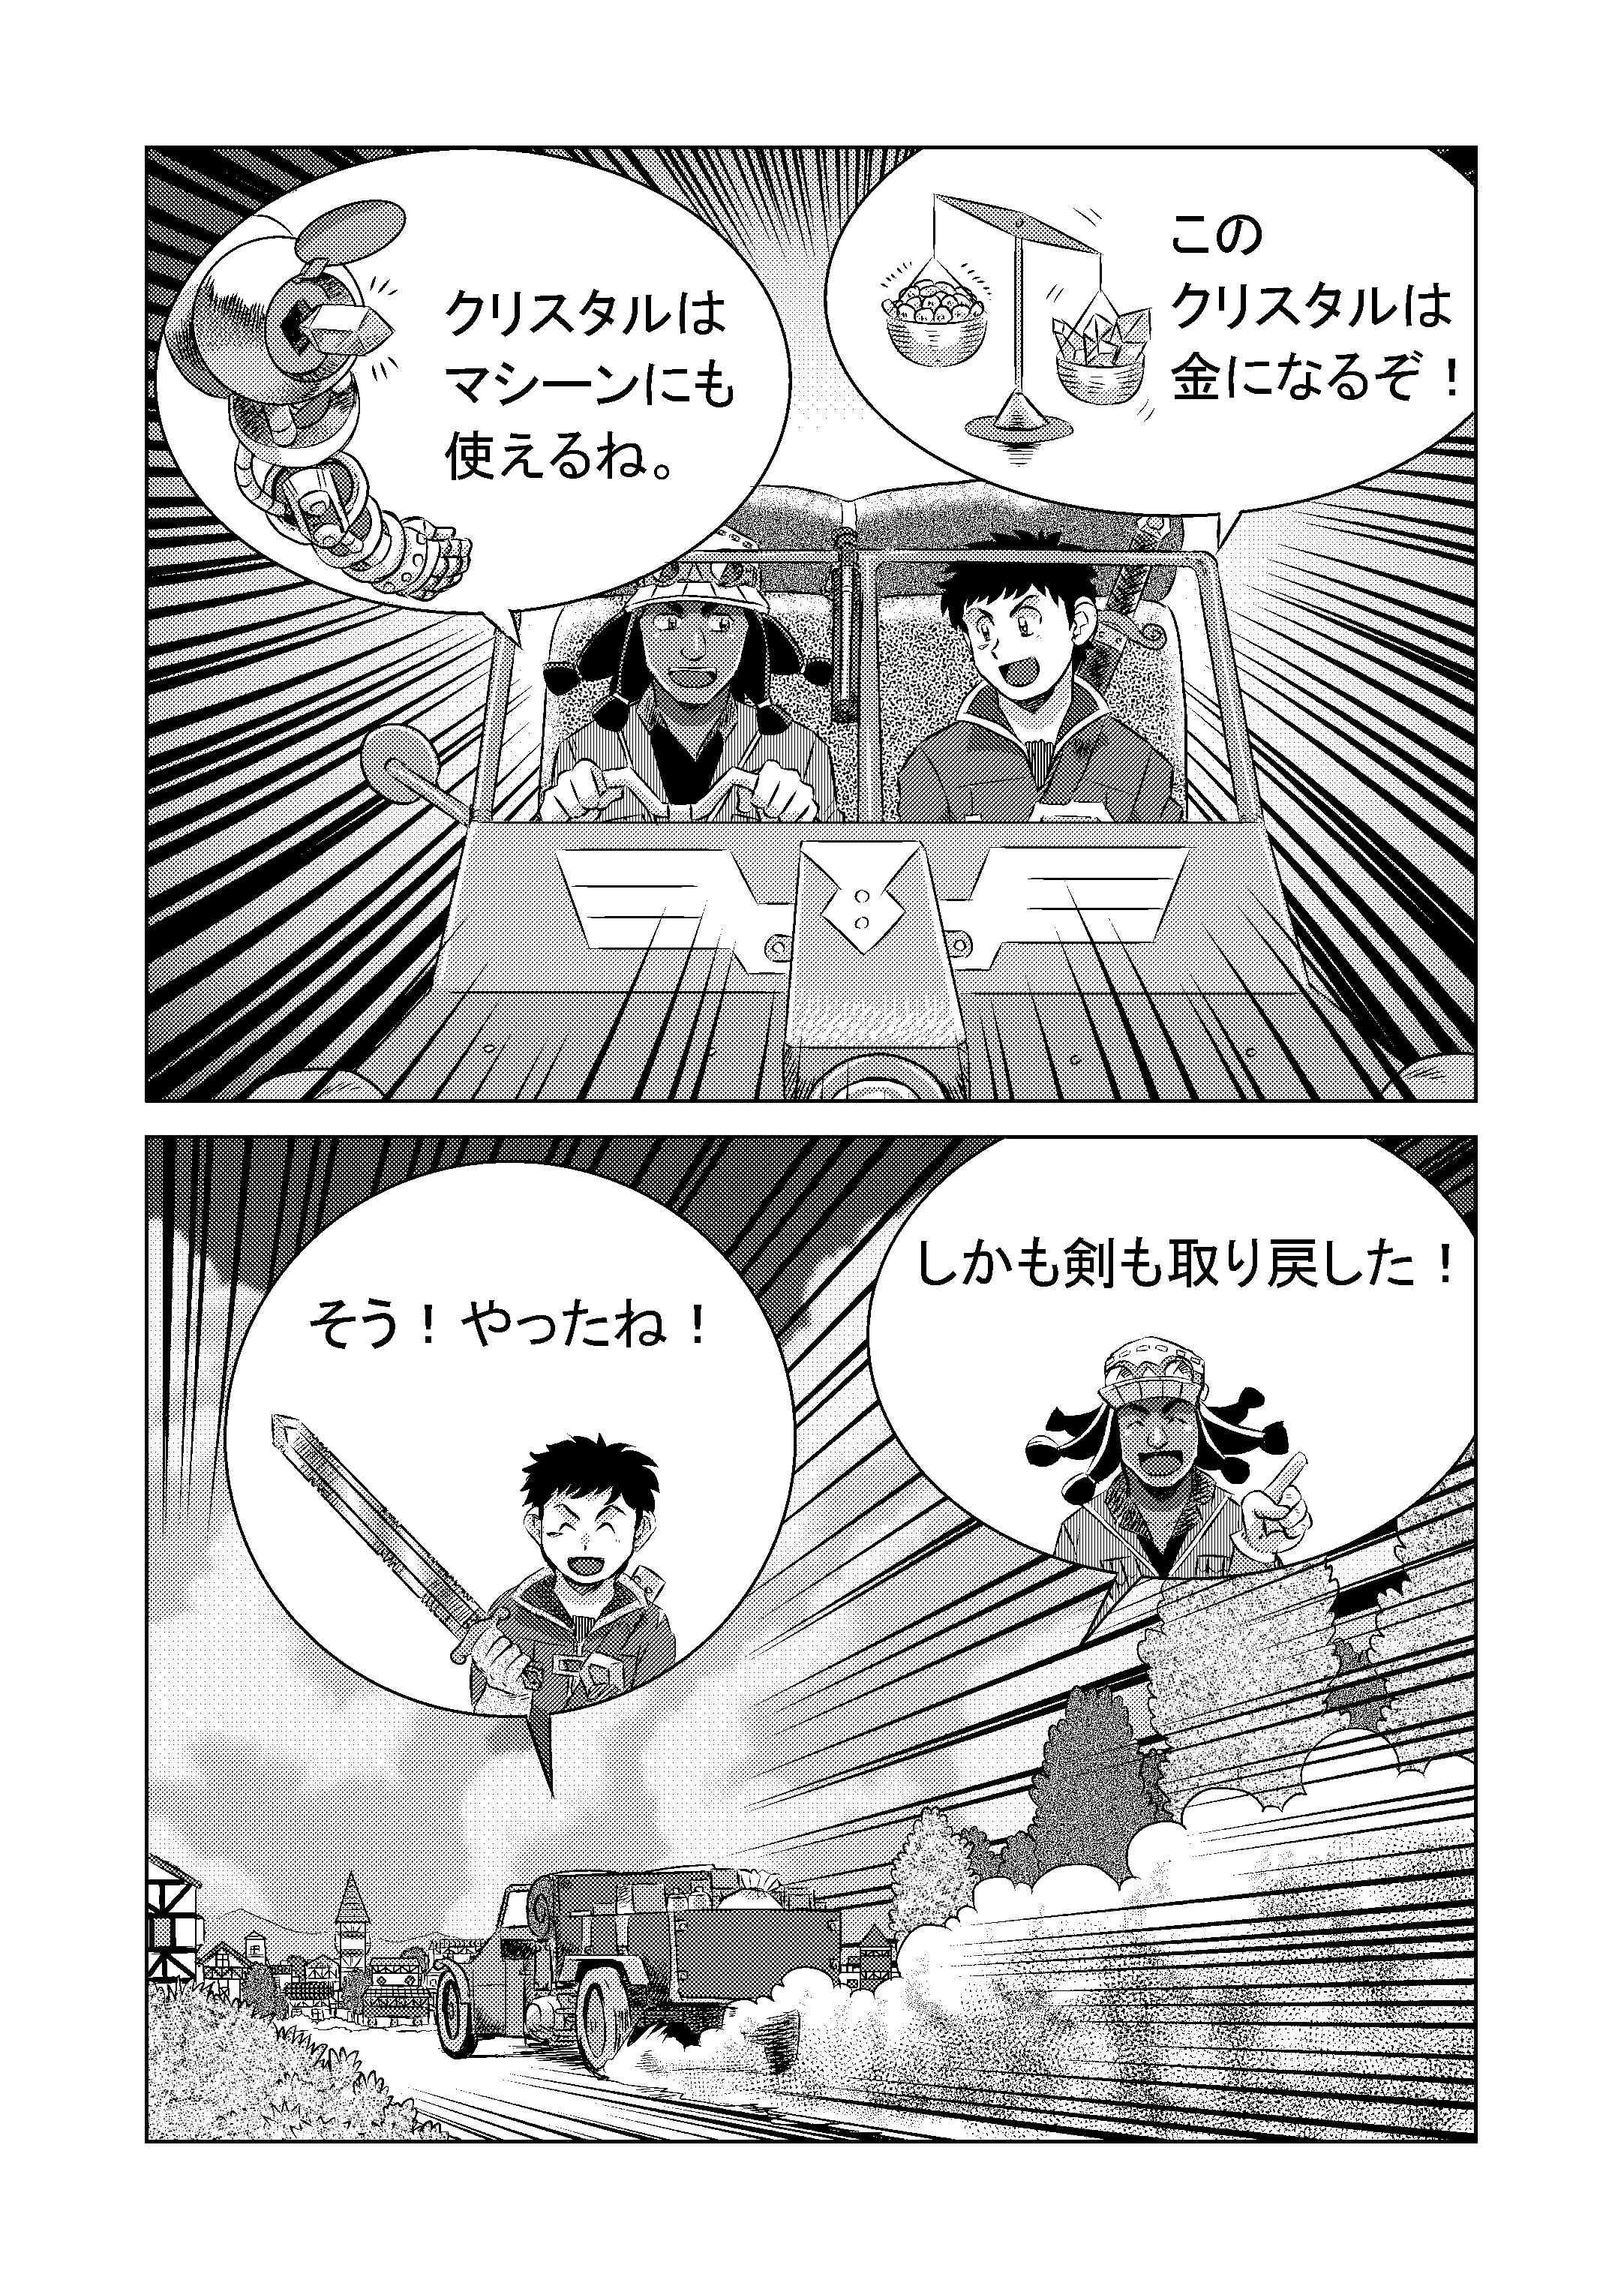 この
クリスタルは
金になるぞ！
クリスタルは
マシーンにも
使えるね。
しかも剣も取り戻した！
そう！やったね！